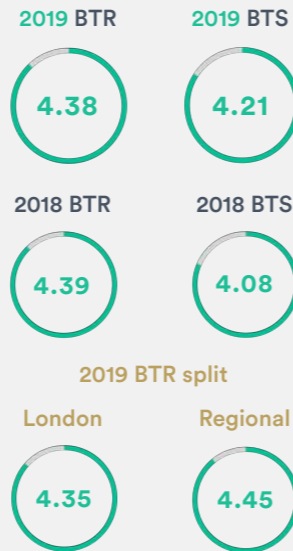 2019 BTR 2019 BTS
4.38 4.21
2018 BTR 2018 BTS
4.39 4.08
2019 BTR split
London Regional
4.35 4.45